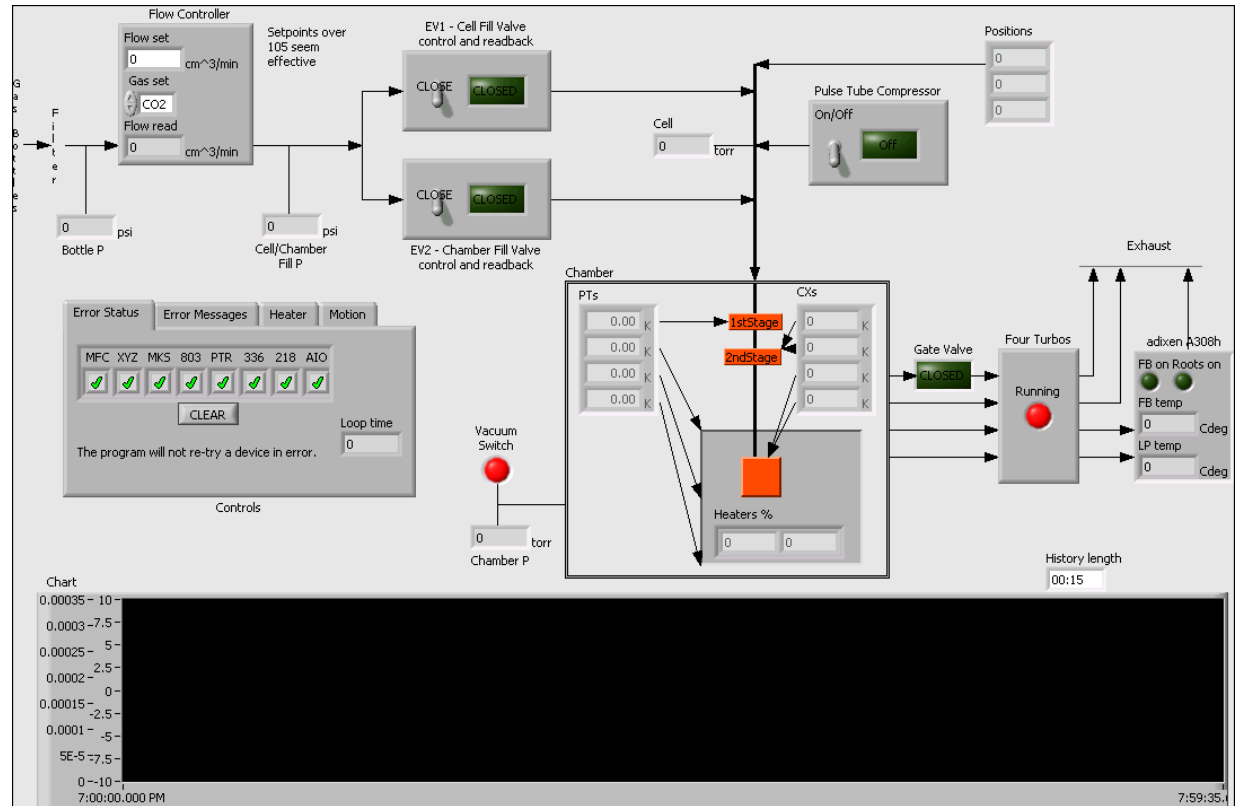 Flow Controller
Flow set
0
cm^3/min
Gas set
CO2
Flow read
0
cm^3/min
Setpoints over
105 seem
effective
Gas Bottles
Filter
0
psi
Bottle P
0
psi
Cell/Chamber
Fill P
EV1 - Cell Fill Valve
control and readback
CLOSE
CLOSED
CLOSE
CLOSED
EV2 - Chamber Fill Valve
control and readback
Cell
0
torr
Positions
0
0
0
Pulse Tube Compressor
On/Off
Off
Error Status
Error Messages
Heater
Motion
MFC XYZ MKS 803 PTR 336 218 AIO
CLEAR
The program will not re-try a device in error.
Loop time
0
Controls
Vacuum
Switch
0
torr
Chamber P
Chamber
PTs
0.00 K
0.00 K
0.00 K
0.00 K
1stStage
2ndStage
CXs
0 K
0 K
0 K
0 K
Heaters %
0
0
Gate Valve
CLOSED
Four Turbos
Running
Exhaust
adixen A308h
FB on Roots on
FB temp
0
Cdeg
LP temp
0
Cdeg
History length
00:15
Chart
0.00035
0.0003
0.00025
0.0002
0.00015
0.0001
5E-5
0
10
7.5
5
2.5
0
-2.5
-5
-7.5
-10
7:00:00.000 PM
7:59:35.